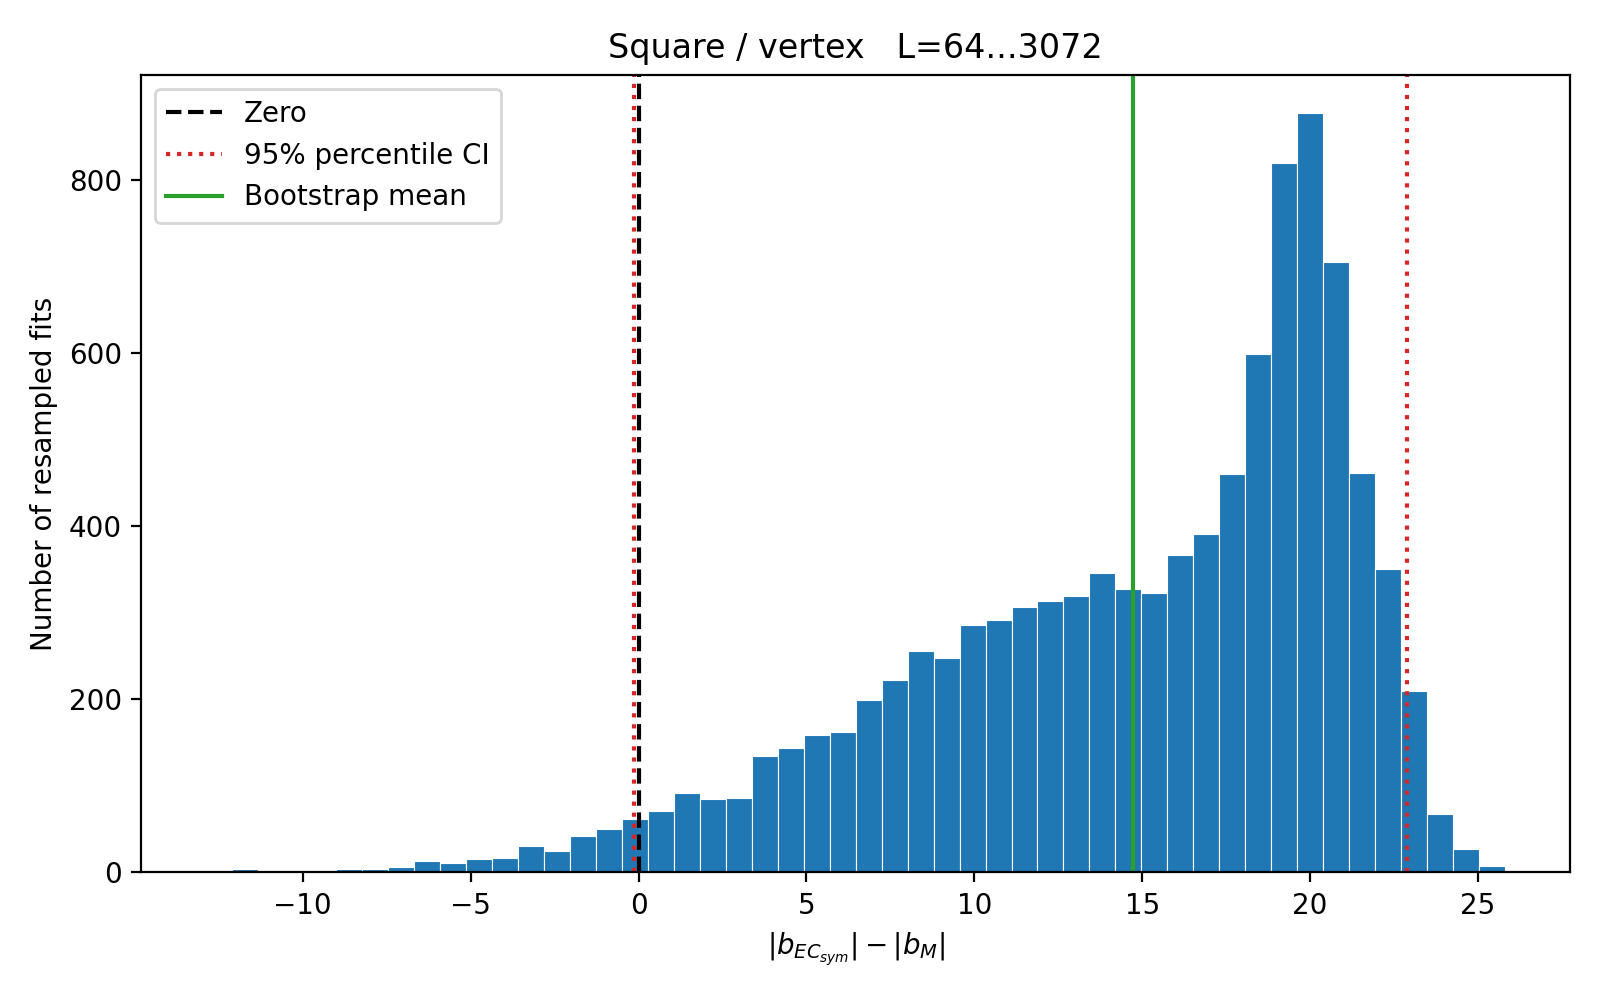 Square / vertex   L=64...3072
Zero
95% percentile CI
Bootstrap mean
Number of resampled fits
800
600
400
200
0
−10 −5 0 5 10 15 20 25
|b_{EC_{sym}}| − |b_M|